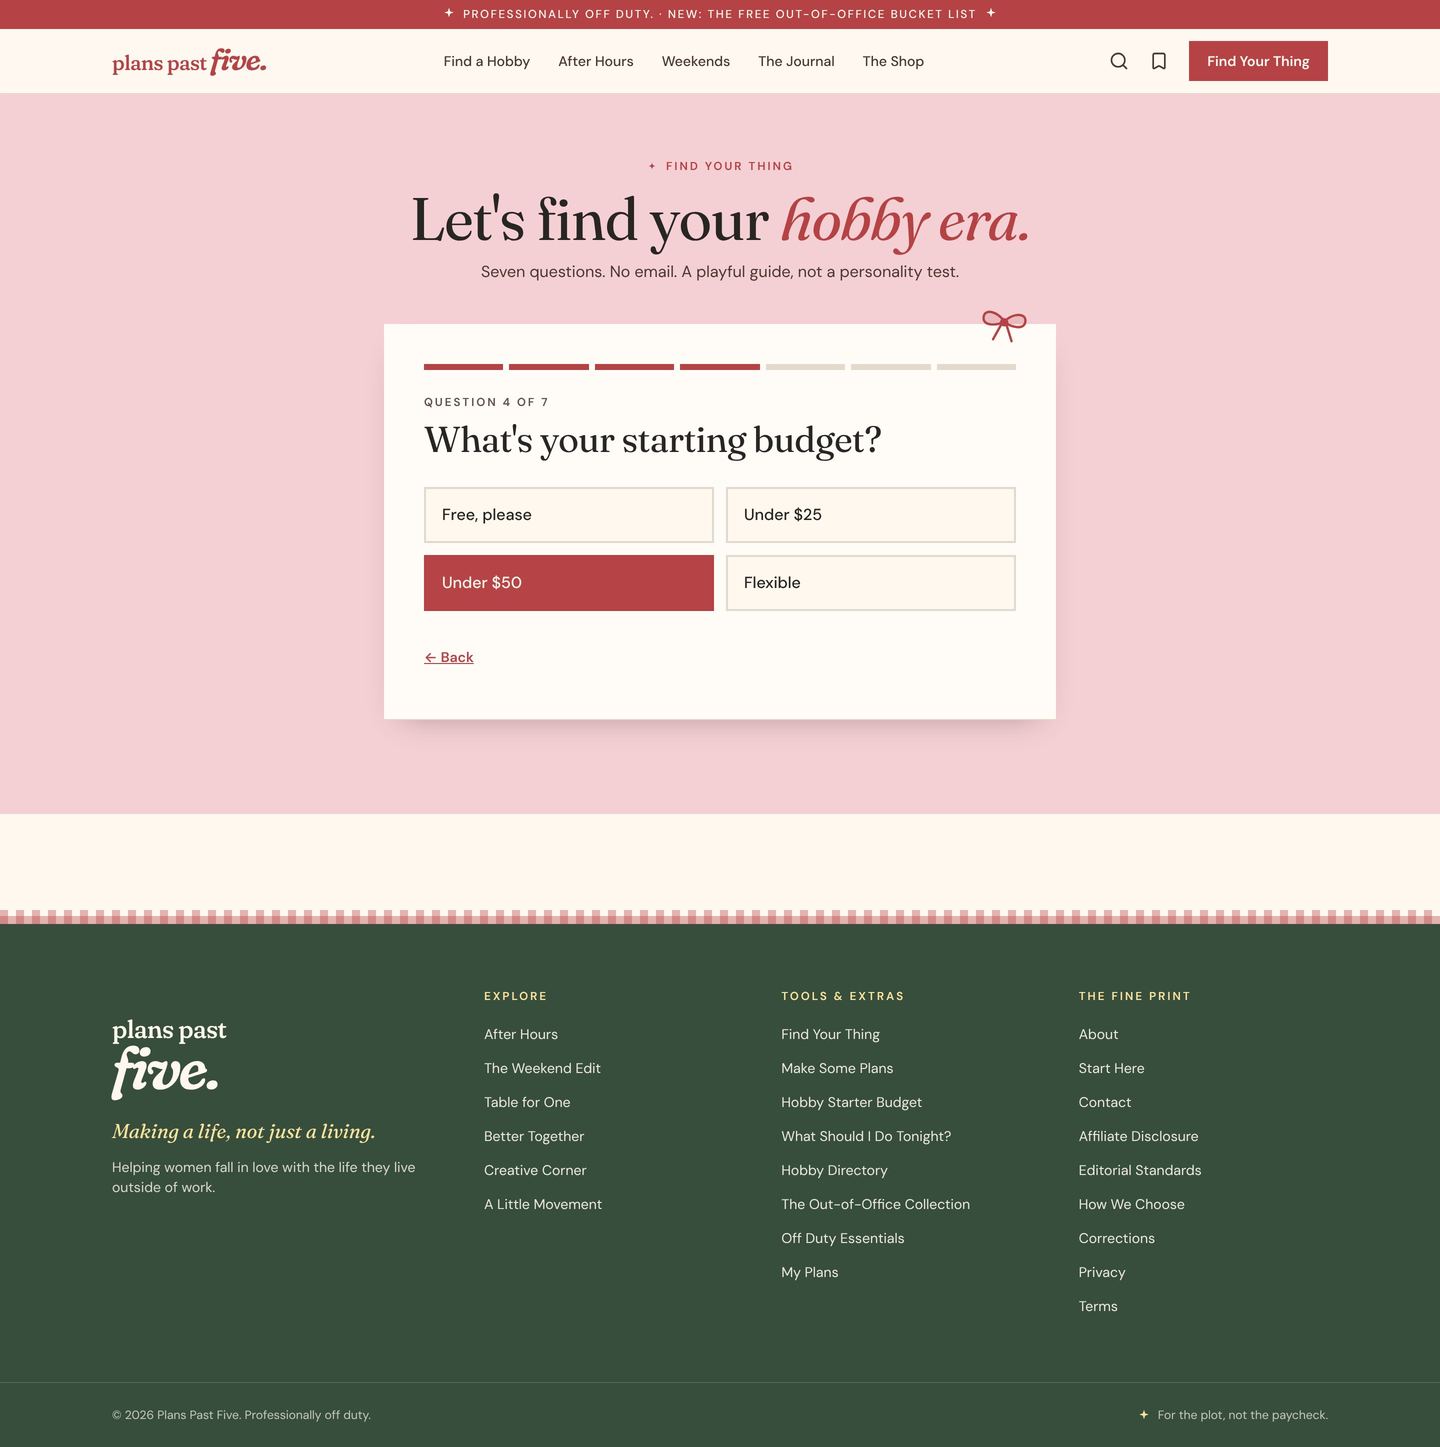 PROFESSIONALLY OFF DUTY. · NEW: THE FREE OUT-OF-OFFICE BUCKET LIST
plans past five.
Find a Hobby
After Hours
Weekends
The Journal
The Shop
Find Your Thing
FIND YOUR THING
Let's find your hobby era.
Seven questions. No email. A playful guide, not a personality test.
QUESTION 4 OF 7
What's your starting budget?
Free, please
Under $25
Under $50
Flexible
← Back
plans past
five.
Making a life, not just a living.
Helping women fall in love with the life they live
outside of work.
EXPLORE
After Hours
The Weekend Edit
Table for One
Better Together
Creative Corner
A Little Movement
TOOLS & EXTRAS
Find Your Thing
Make Some Plans
Hobby Starter Budget
What Should I Do Tonight?
Hobby Directory
The Out-of-Office Collection
Off Duty Essentials
My Plans
THE FINE PRINT
About
Start Here
Contact
Affiliate Disclosure
Editorial Standards
How We Choose
Corrections
Privacy
Terms
© 2026 Plans Past Five. Professionally off duty.
For the plot, not the paycheck.